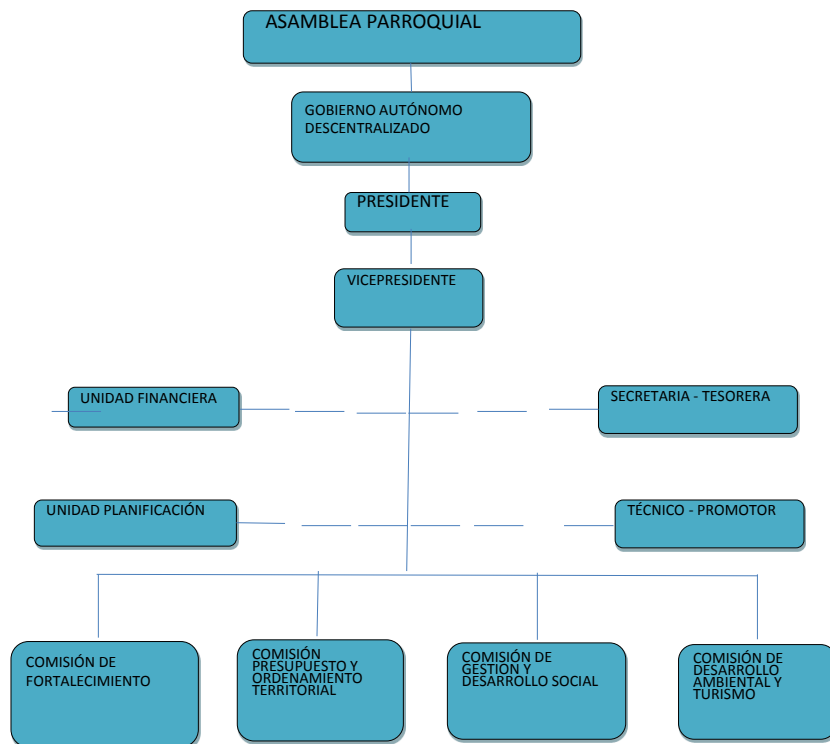 ASAMBLEA PARROQUIAL
GOBIERNO AUTÓNOMO
DESCENTRALIZADO
PRESIDENTE
VICEPRESIDENTE
UNIDAD FINANCIERA
SECRETARIA - TESORERA
UNIDAD PLANIFICACIÓN
TÉCNICO - PROMOTOR
COMISIÓN DE
FORTALECIMIENTO
COMISIÓN
PRESUPUESTO Y
ORDENAMIENTO
TERRITORIAL
COMISIÓN DE
GESTIÓN Y
DESARROLLO SOCIAL
COMISIÓN DE
DESARROLLO
AMBIENTAL Y
TURISMO